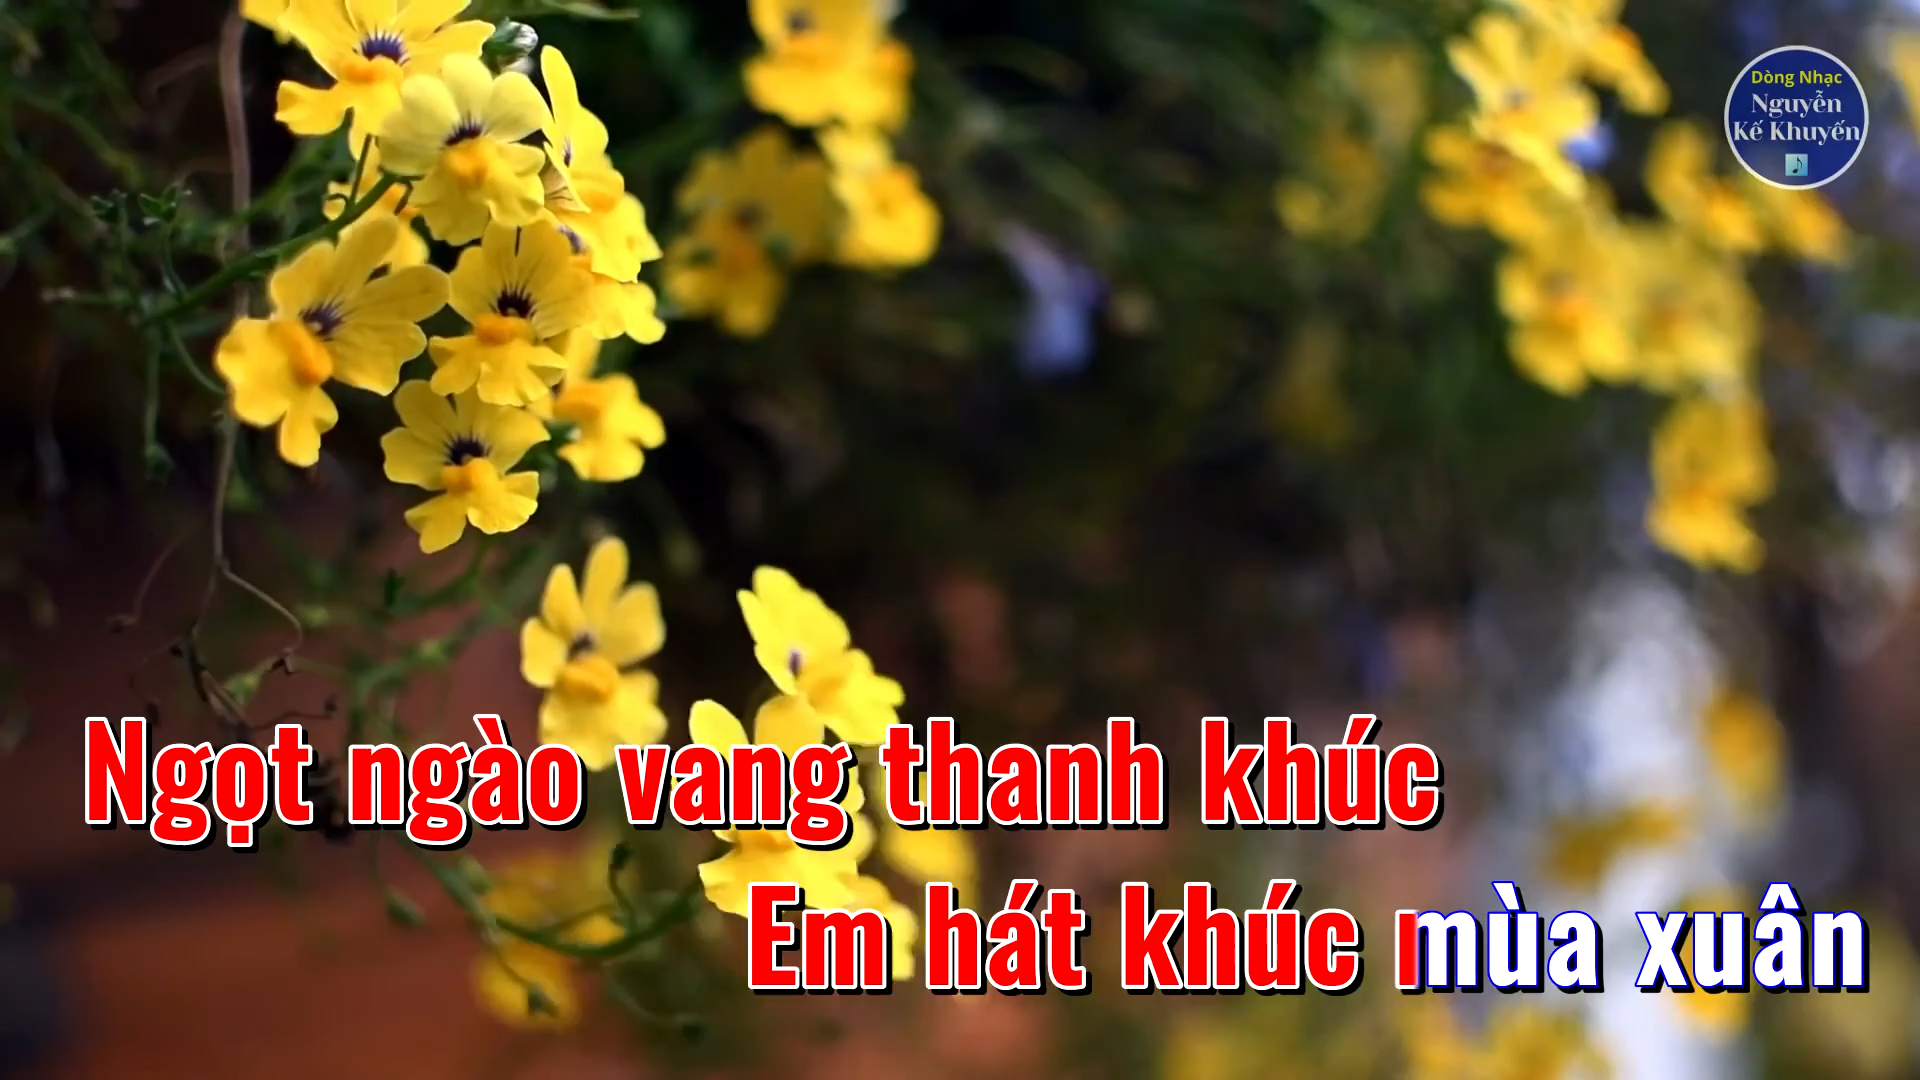 Dòng Nhạc
Nguyễn
Kế Khuyến
Ngọt ngào vang thanh khúc
Em hát khúc mùa xuân